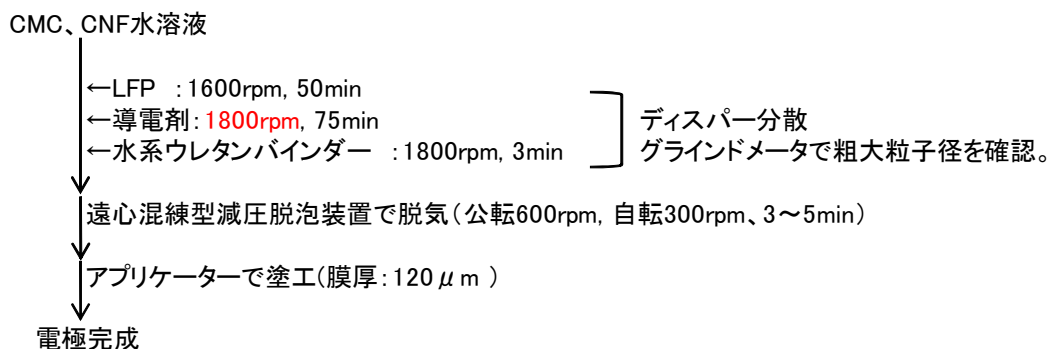 CMC、CNF水溶液
←LFP ：1600rpm, 50min
←導電剤：1800rpm, 75min
←水系ウレタンバインダー ：1800rpm, 3min
ディスパー分散
グラインドメータで粗大粒子径を確認。
遠心混練型減圧脱泡装置で脱気（公転600rpm, 自転300rpm、3～5min）
アプリケーターで塗工(膜厚：120μm ）
電極完成